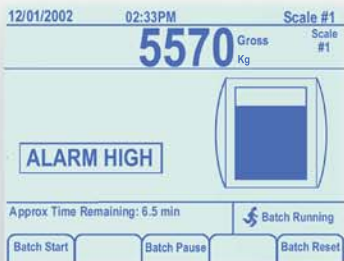 12/01/2002 02:33PM Scale #1
5570 Gross Kg
Scale #1
ALARM HIGH
Approx Time Remaining: 6.5 min
Batch Running
Batch Start Batch Pause Batch Reset